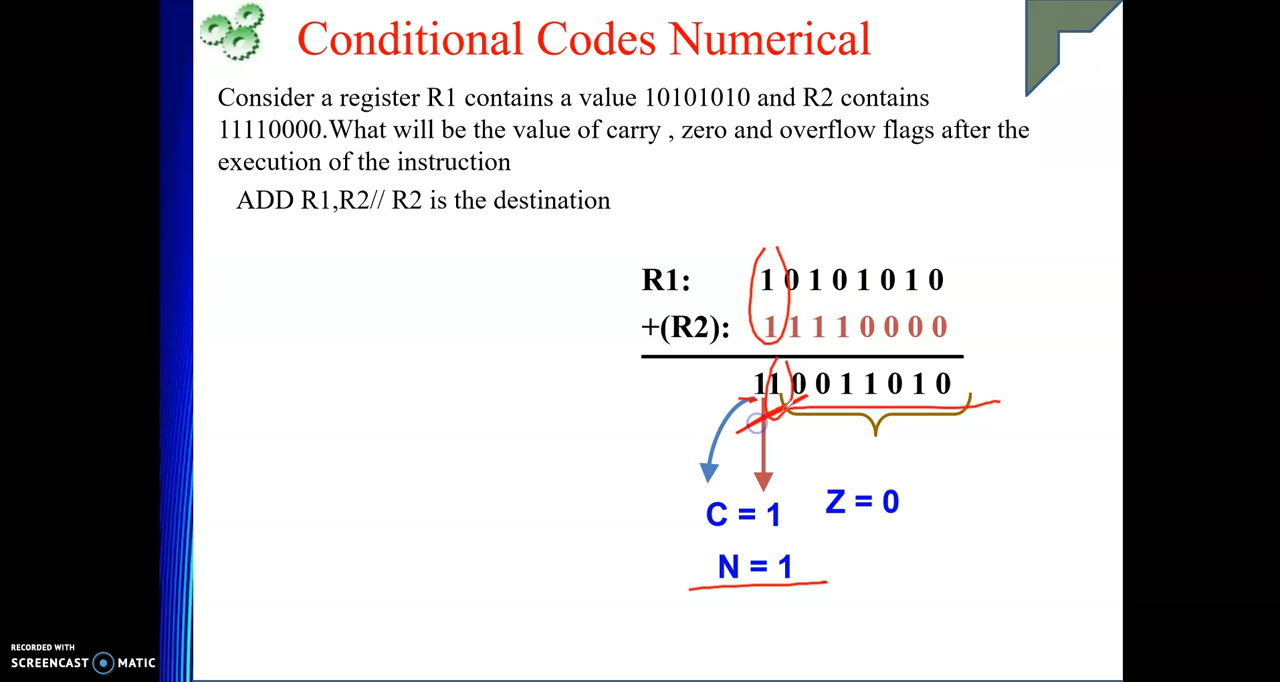 Conditional Codes Numerical
Consider a register R1 contains a value 10101010 and R2 contains
11110000.What will be the value of carry , zero and overflow flags after the
execution of the instruction
ADD R1,R2// R2 is the destination
R1: 1 0 1 0 1 0 1 0
+(R2): 1 1 1 1 0 0 0 0
1 1 0 0 1 1 0 1 0
C = 1 Z = 0
N = 1
RECORDED WITH
SCREENCAST MATIC